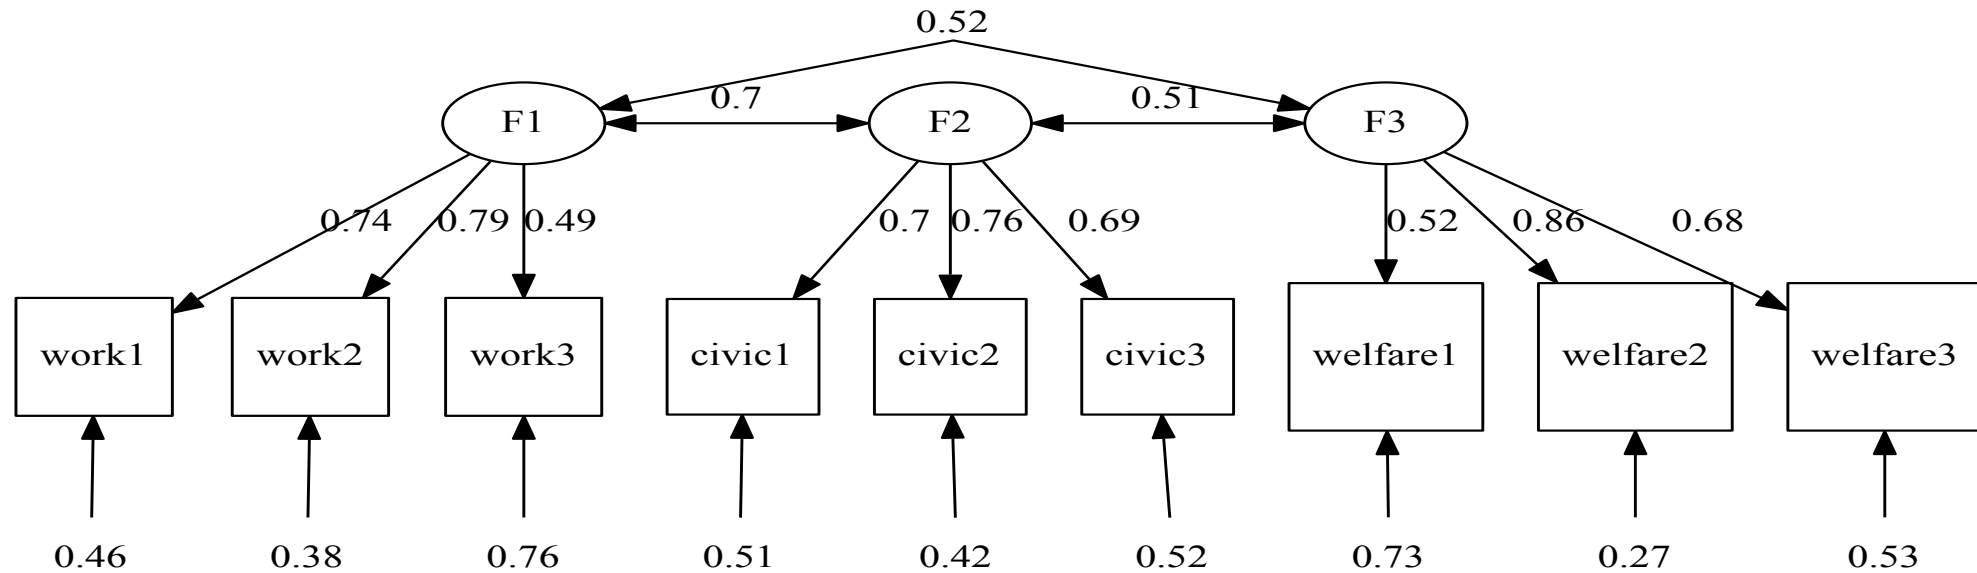 0.52
0.7 0.51
F1 F2 F3
0.74 0.79 0.49 0.7 0.76 0.69 0.52 0.86 0.68
work1 work2 work3 civic1 civic2 civic3 welfare1 welfare2 welfare3
0.46 0.38 0.76 0.51 0.42 0.52 0.73 0.27 0.53